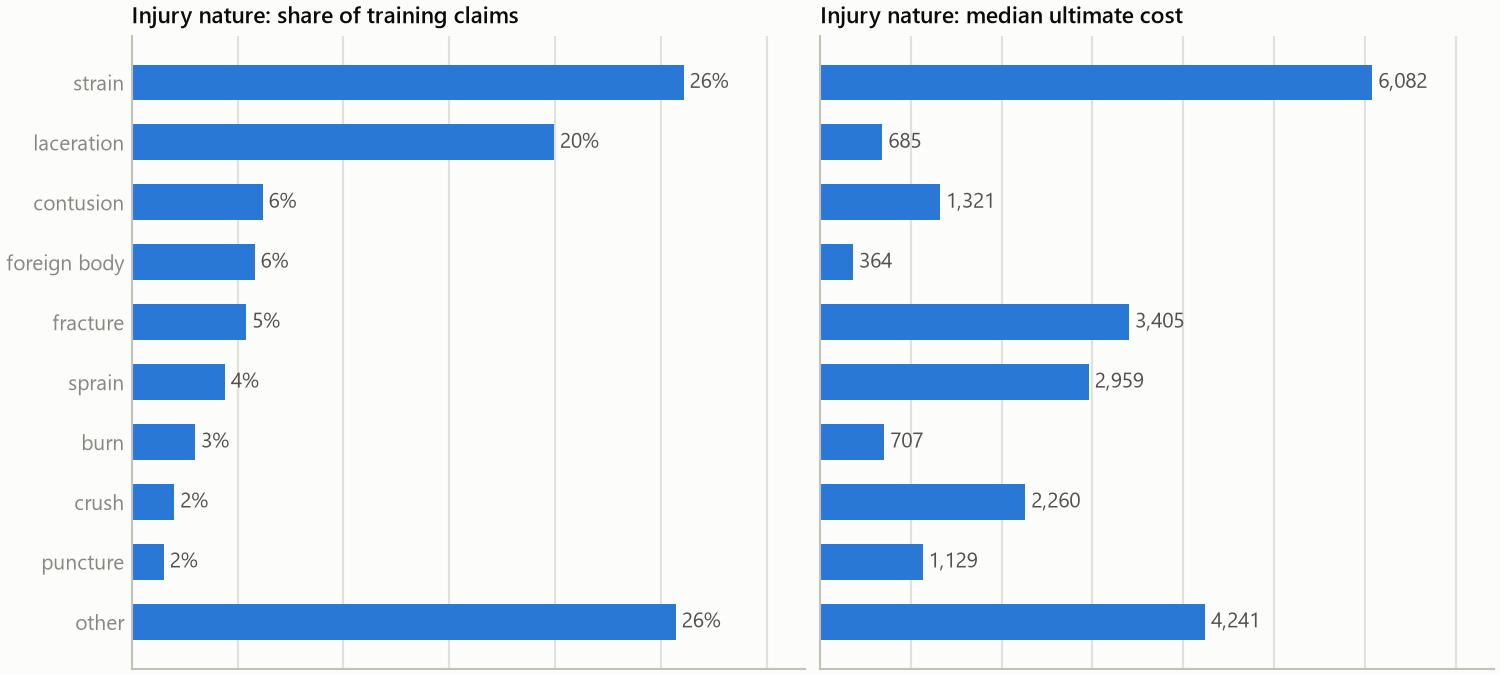 Injury nature: share of training claims
strain 26%
laceration 20%
contusion 6%
foreign body 6%
fracture 5%
sprain 4%
burn 3%
crush 2%
puncture 2%
other 26%
Injury nature: median ultimate cost
6,082
685
1,321
364
3,405
2,959
707
2,260
1,129
4,241